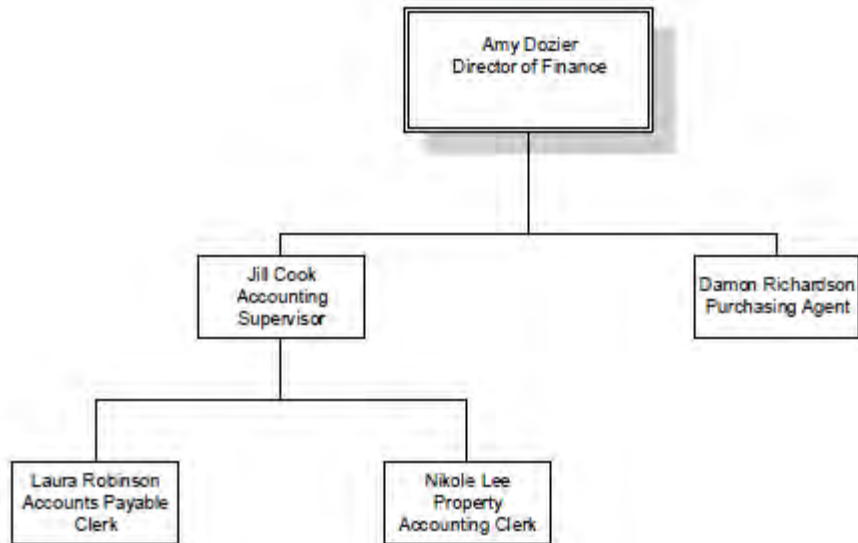 Amy Dozier
Director of Finance
Jill Cook
Accounting
Supervisor
Damon Richardson
Purchasing Agent
Laura Robinson
Accounts Payable
Clerk
Nikole Lee
Property
Accounting Clerk